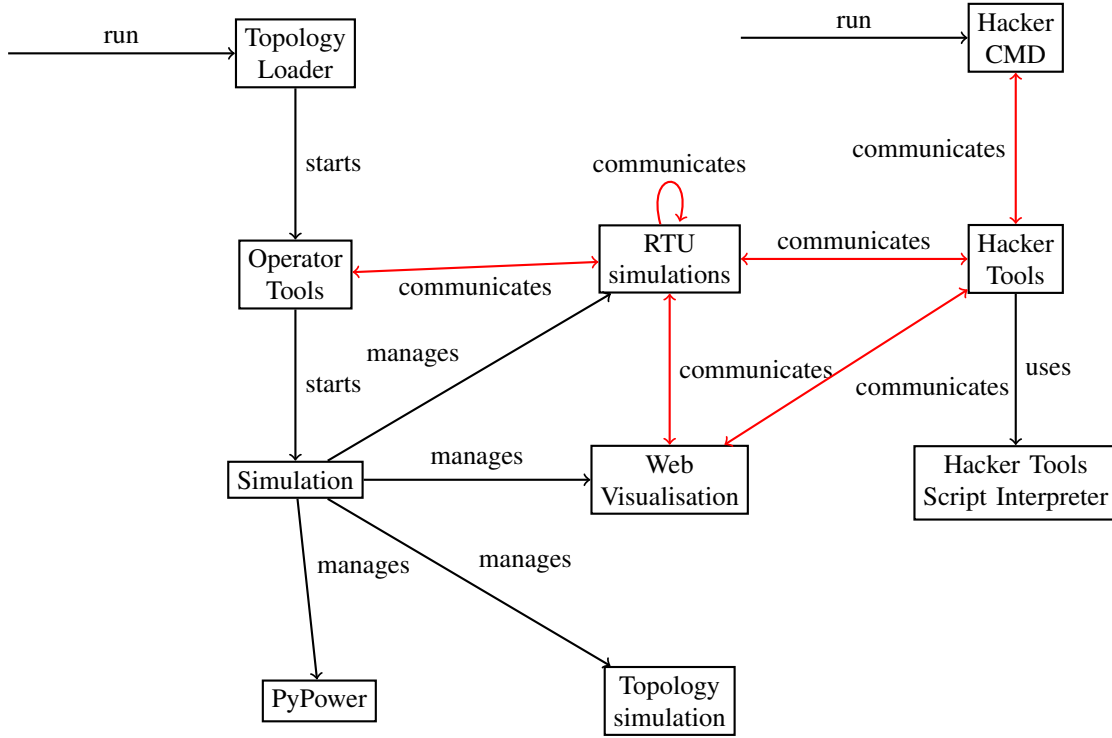 run
Topology
Loader
run
Hacker
CMD
starts
communicates
communicates
Operator
Tools
communicates
RTU
simulations
communicates
Hacker
Tools
manages
starts
communicates
communicates
uses
Simulation
manages
Web
Visualisation
Hacker Tools
Script Interpreter
manages
manages
PyPower
Topology
simulation